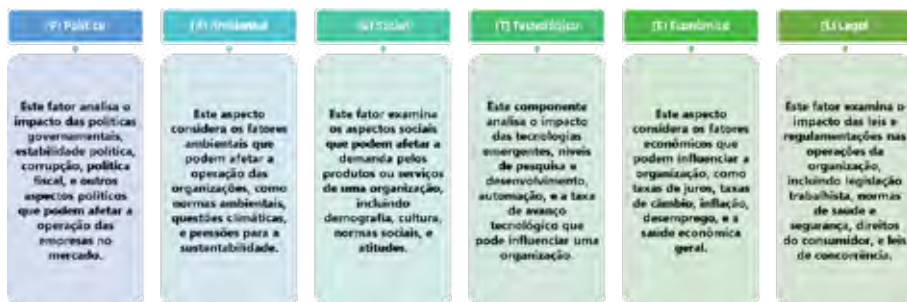 (P) Político
(A) Ambiental
(S) Social
(T) Tecnológico
(E) Econômico
(L) Legal
Este fator analisa o
impacto das políticas
governamentais,
estabilidade política,
corrupção, política
fiscal, e outros
aspectos políticos
que podem afetar a
operação das
empresas no
mercado.
Este aspecto
considera os fatores
ambientais que
podem afetar a
operação das
organizações, como
normas ambientais,
questões climáticas,
e pressões para a
sustentabilidade.
Este fator examina
os aspectos sociais
que podem afetar a
demanda pelos
produtos ou serviços
de uma organização,
incluindo
demografia, cultura,
normas sociais, e
atitudes.
Este componente
analisa o impacto
das tecnologias
emergentes, níveis
de pesquisa e
desenvolvimento,
automação, e a taxa
de avanço
tecnológico que
pode influenciar uma
organização.
Este aspecto
considera os fatores
econômicos que
podem influenciar a
organização, como
taxas de juros, taxas
de câmbio, inflação,
desemprego, e a
saúde econômica
geral.
Este fator examina o
impacto das leis e
regulamentações nas
operações da
organização,
incluindo legislação
trabalhista, normas
de saúde e
segurança, direitos
do consumidor, e leis
de concorrência.